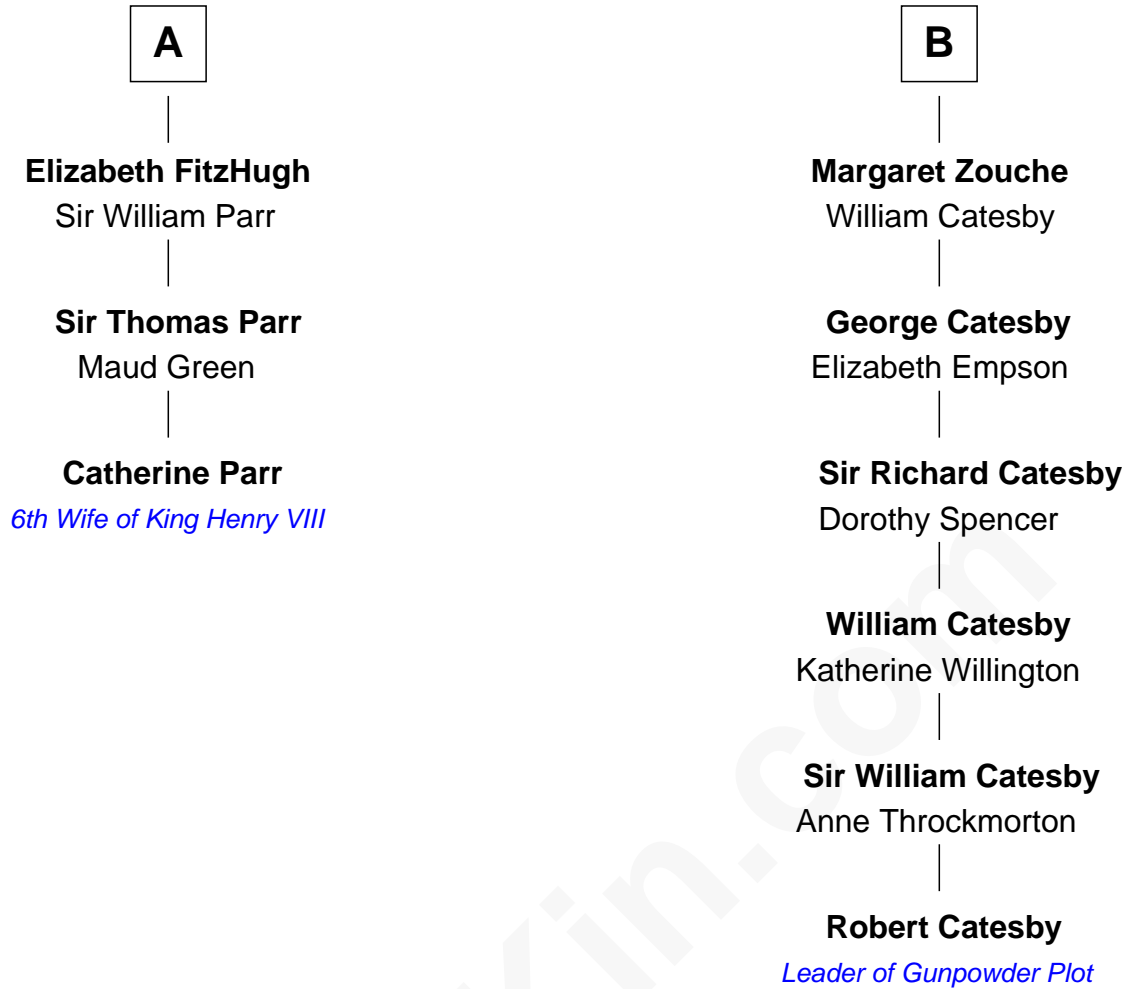 A
Elizabeth FitzHugh
Sir William Parr
Sir Thomas Parr
Maud Green
Catherine Parr
6th Wife of King Henry VIII
B
Margaret Zouche
William Catesby
George Catesby
Elizabeth Empson
Sir Richard Catesby
Dorothy Spencer
William Catesby
Katherine Willington
Sir William Catesby
Anne Throckmorton
Robert Catesby
Leader of Gunpowder Plot
Kin.com